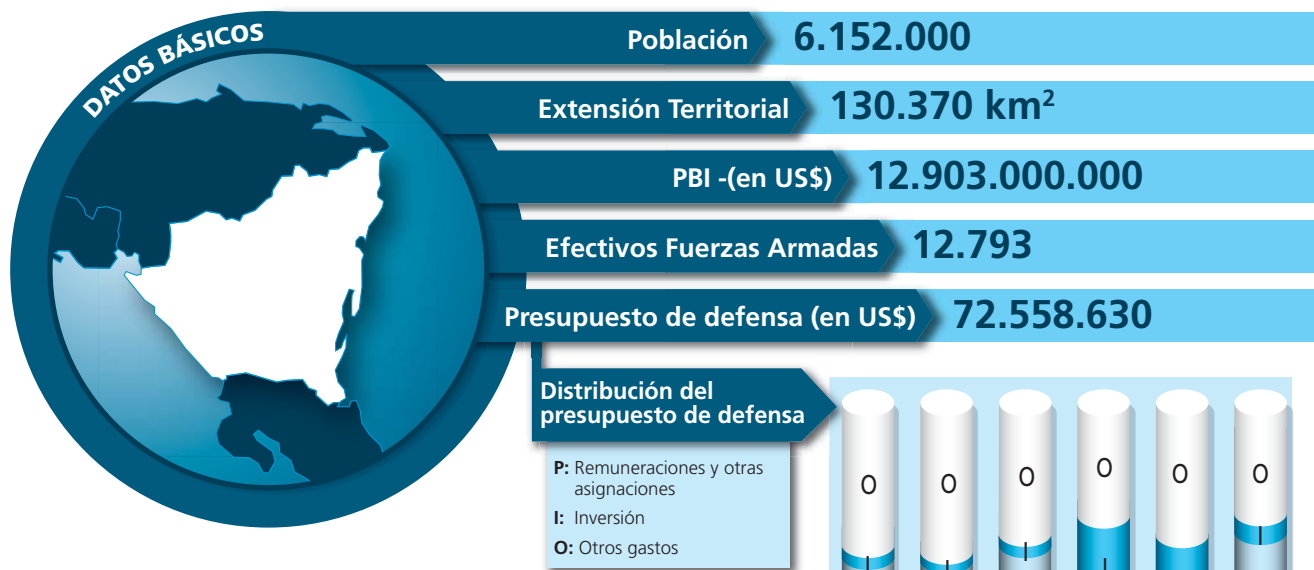 DATOS BÁSICOS
Población 6.152.000
Extensión Territorial 130.370 km²
PBI -(en US$) 12.903.000.000
Efectivos Fuerzas Armadas 12.793
Presupuesto de defensa (en US$) 72.558.630
Distribución del
presupuesto de defensa
P: Remuneraciones y otras
asignaciones
I: Inversión
O: Otros gastos
O O O O O O
I I I I I